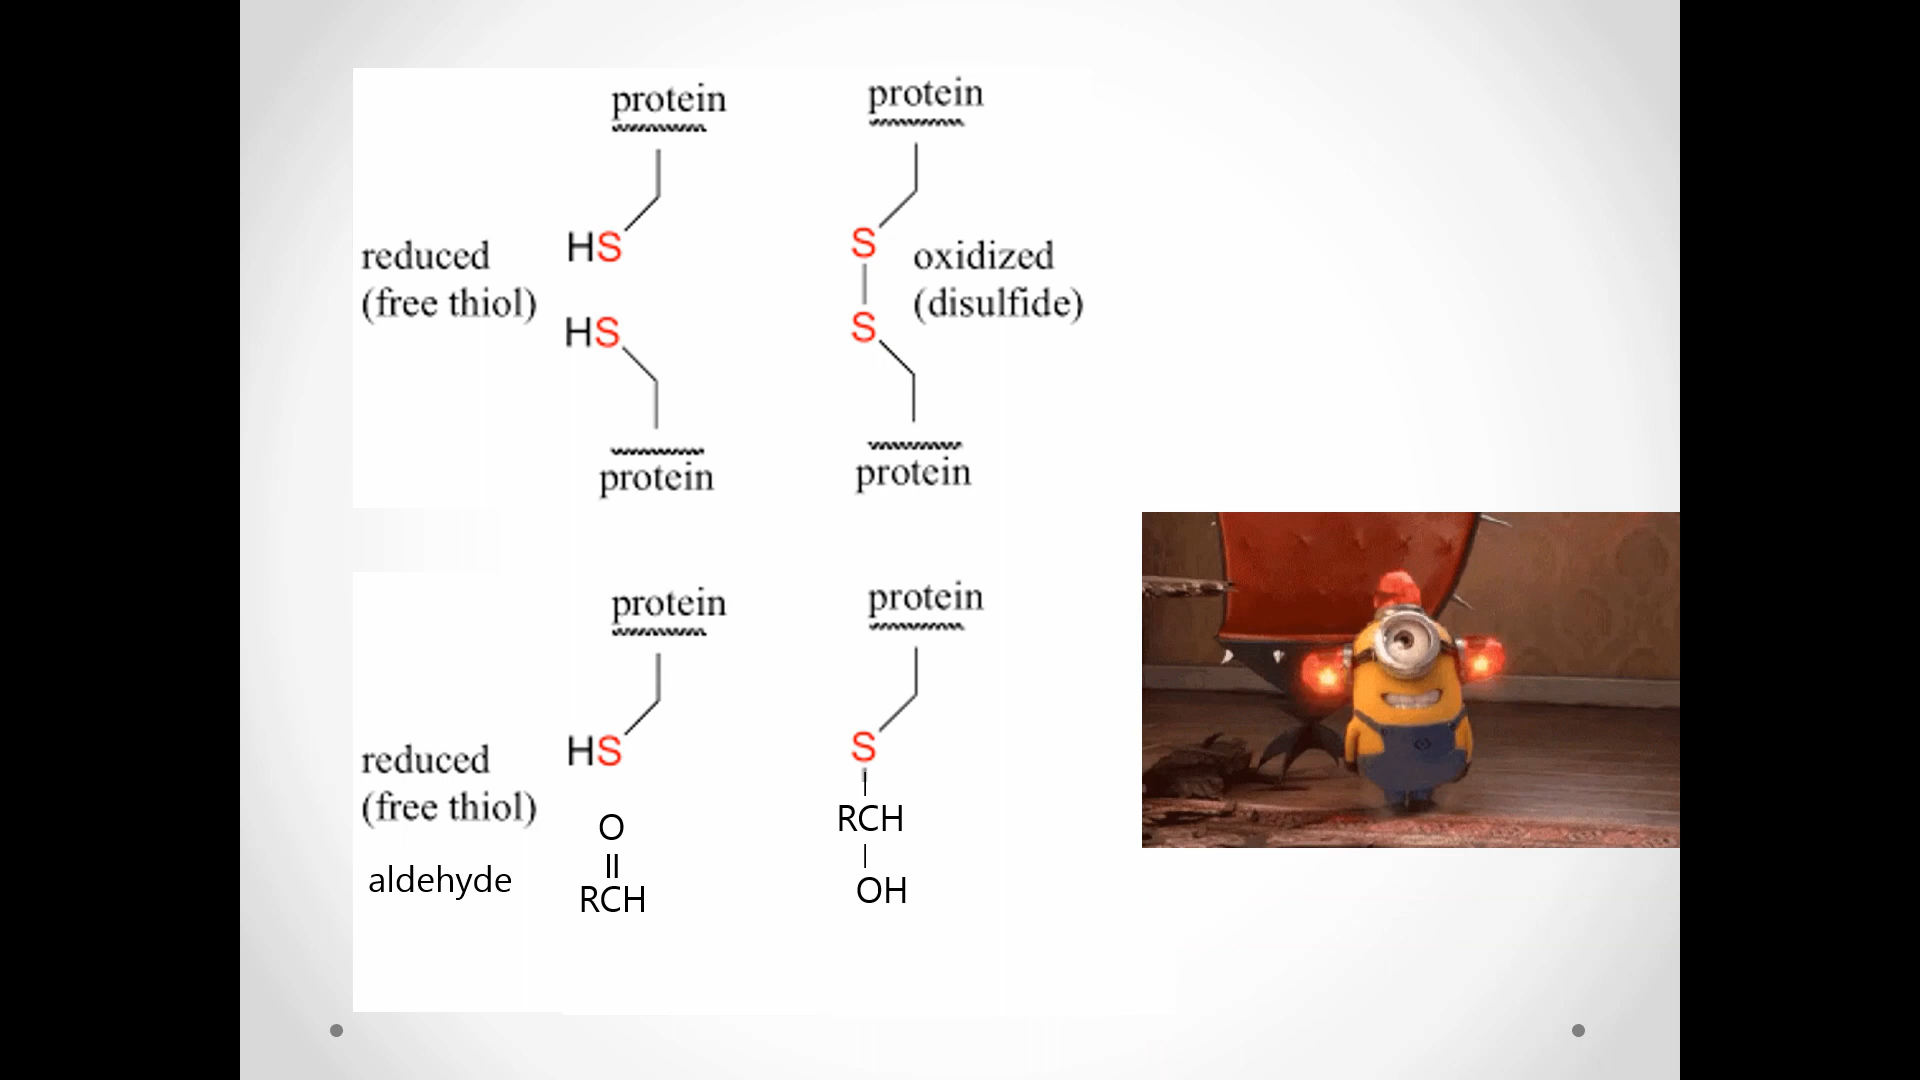 protein
protein
reduced
(free thiol)
HS
HS
S
S
oxidized
(disulfide)
protein
protein
protein
protein
reduced
(free thiol)
HS
S
aldehyde
O
RCH
RCH
OH